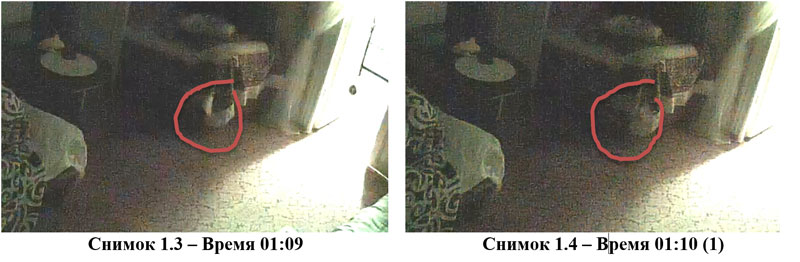 Снимок 1.3 – Время 01:09
Снимок 1.4 – Время 01:10 (1)